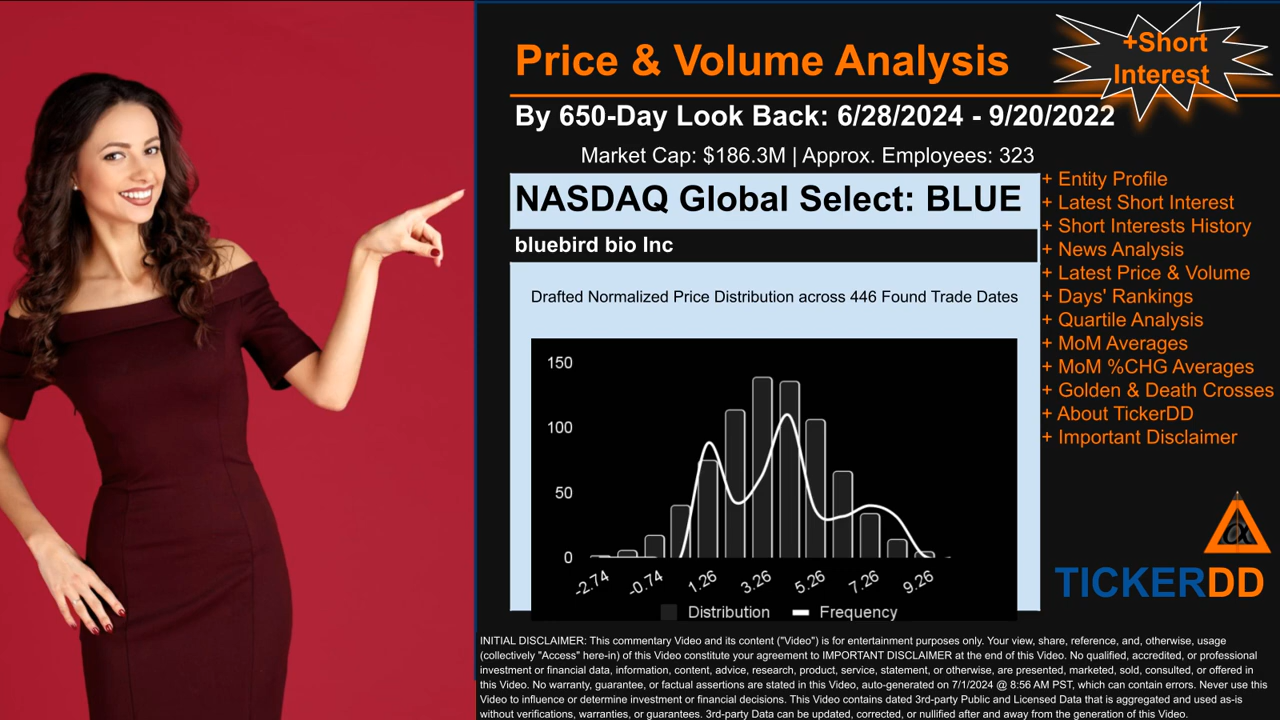 Price & Volume Analysis
+Short
Interest
By 650-Day Look Back: 6/28/2024 - 9/20/2022
Market Cap: $186.3M | Approx. Employees: 323
NASDAQ Global Select: BLUE
bluebird bio Inc
Drafted Normalized Price Distribution across 446 Found Trade Dates
150
100
50
0
-2.74
-0.74
1.26
3.26
5.26
7.26
9.26
Distribution
Frequency
+ Entity Profile
+ Latest Short Interest
+ Short Interests History
+ News Analysis
+ Latest Price & Volume
+ Days' Rankings
+ Quartile Analysis
+ MoM Averages
+ MoM %CHG Averages
+ Golden & Death Crosses
+ About TickerDD
+ Important Disclaimer
TICKERDD
INITIAL DISCLAIMER: This commentary Video and its content ("Video") is for entertainment purposes only. Your view, share, reference, and, otherwise, usage
(collectively "Access" here-in) of this Video constitute your agreement to IMPORTANT DISCLAIMER at the end of this Video. No qualified, accredited, or professional
investment or financial data, information, content, advice, research, product, service, statement, or otherwise, are presented, marketed, sold, consulted, or offered in
this Video. No warranty, guarantee, or factual assertions are stated in this Video, auto-generated on 7/1/2024 @ 8:56 AM PST, which can contain errors. Never use this
Video to influence or determine investment or financial decisions. This Video contains dated 3rd-party Public and Licensed Data that is aggregated and used as-is
without verifications, warranties, or guarantees. 3rd-party Data can be updated, corrected, or nullified after and away from the generation of this Video.